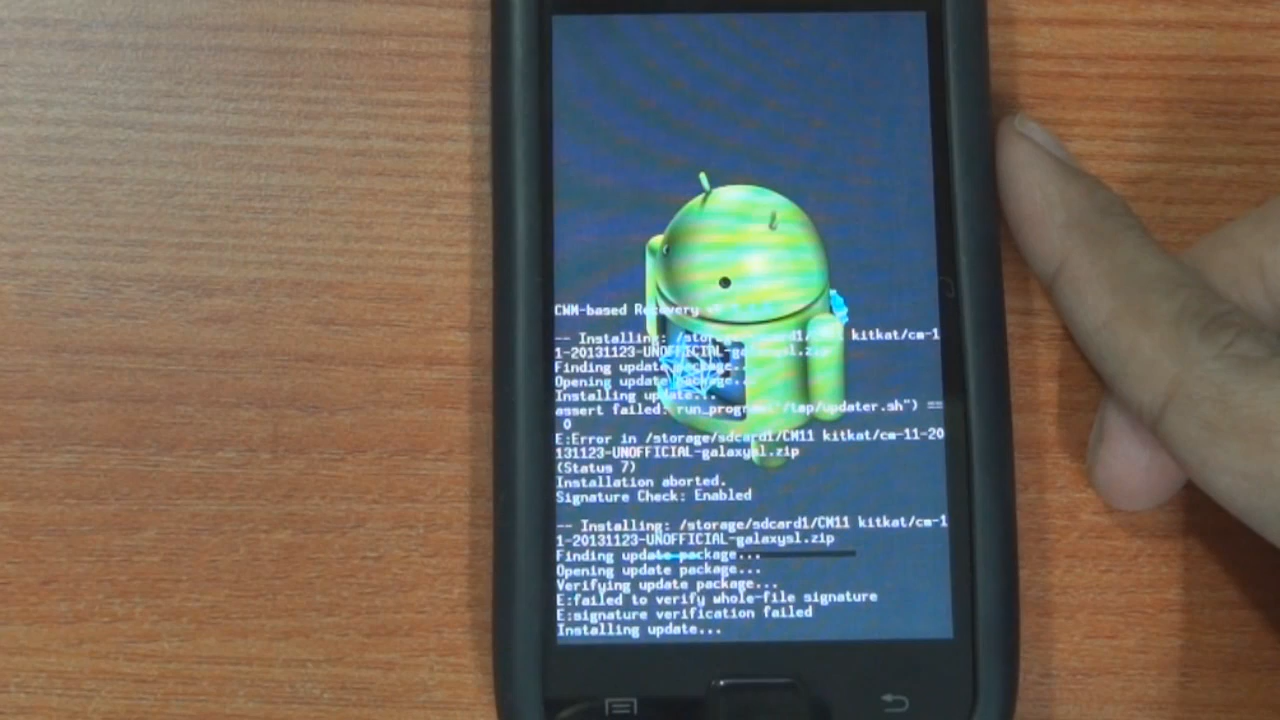 CWM-based Recovery
-- Installing: /storage/sdcard1/CM11 kitkat/cm-1
1-20131123-UNOFFICIAL-galaxysl.zip
Finding update package...
Opening update package...
Installing update...
assert failed: run_program("/tmp/updater.sh") ==
0
E:Error in /storage/sdcard1/CM11 kitkat/cm-11-20
131123-UNOFFICIAL-galaxysl.zip
(Status 7)
Installation aborted.
Signature Check: Enabled
-- Installing: /storage/sdcard1/CM11 kitkat/cm-1
1-20131123-UNOFFICIAL-galaxysl.zip
Finding update package...
Opening update package...
Verifying update package...
E:failed to verify whole-file signature
E:signature verification failed
Installing update...